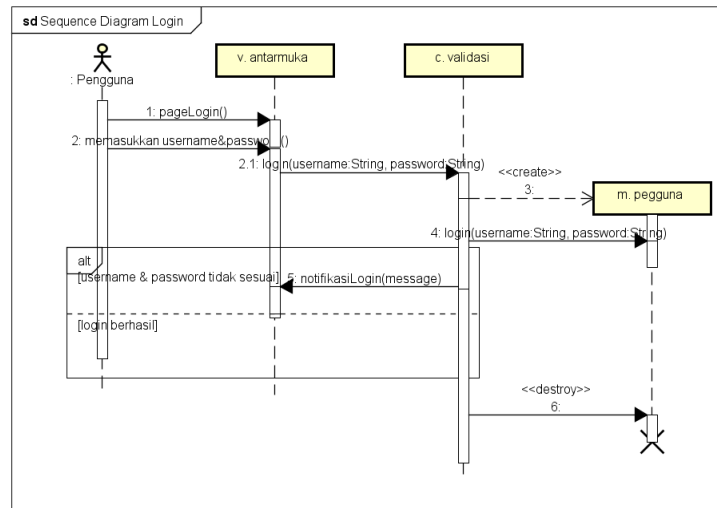 sd Sequence Diagram Login
v. antarmuka
c. validasi
: Pengguna
1: pageLogin()
2: memasukkan username&password()
2.1: login(username:String, password:String)
<<create>>
3:
m. pegguna
4: login(username:String, password:String)
alt
[username & password tidak sesuai]
5: notifikasiLogin(message)
[login berhasil]
<<destroy>>
6: